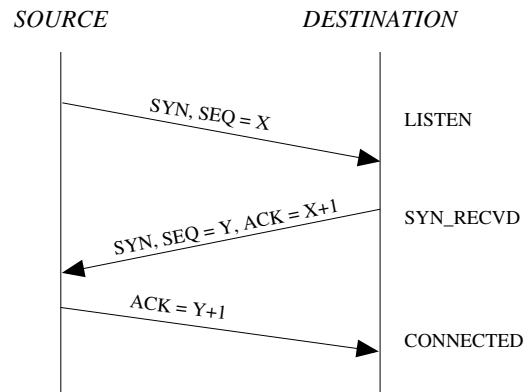 SOURCE
DESTINATION
SYN, SEQ = X
LISTEN
SYN, SEQ = Y, ACK = X+1
SYN_RECVD
ACK = Y+1
CONNECTED